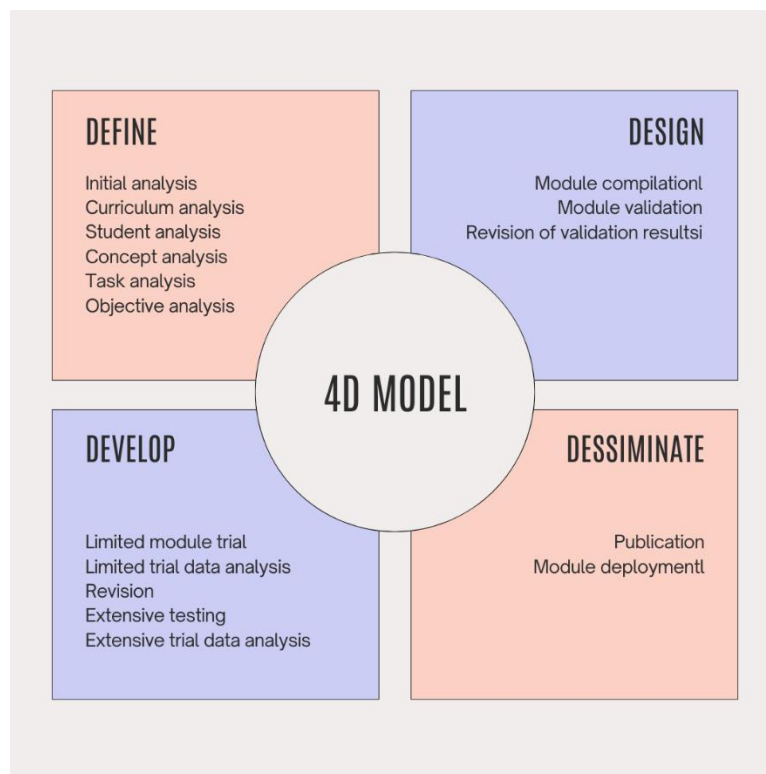 DEFINE
Initial analysis
Curriculum analysis
Student analysis
Concept analysis
Task analysis
Objective analysis
DESIGN
Module compilationl
Module validation
Revision of validation resultsi
4D MODEL
DEVELOP
Limited module trial
Limited trial data analysis
Revision
Extensive testing
Extensive trial data analysis
DESSIMINATE
Publication
Module deploymentl